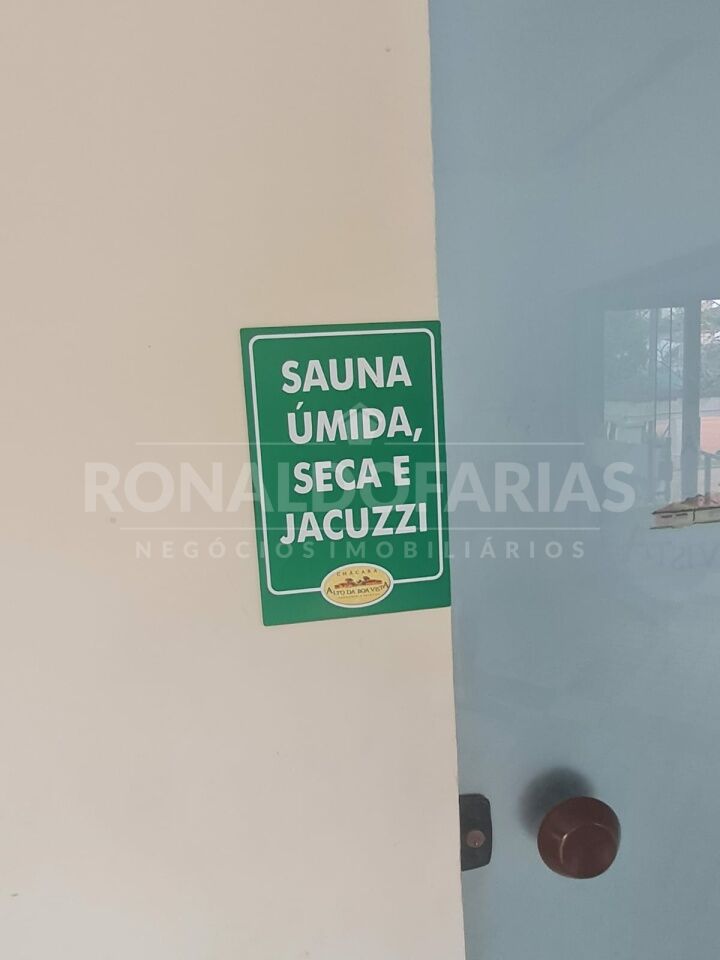 SAUNA
ÚMIDA,
SECA E
JACUZZI
CHÁCARA
ALTO DA BOA VISTA
RONALDOFARIAS
NEGÓCIOS IMOBILIÁRIOS